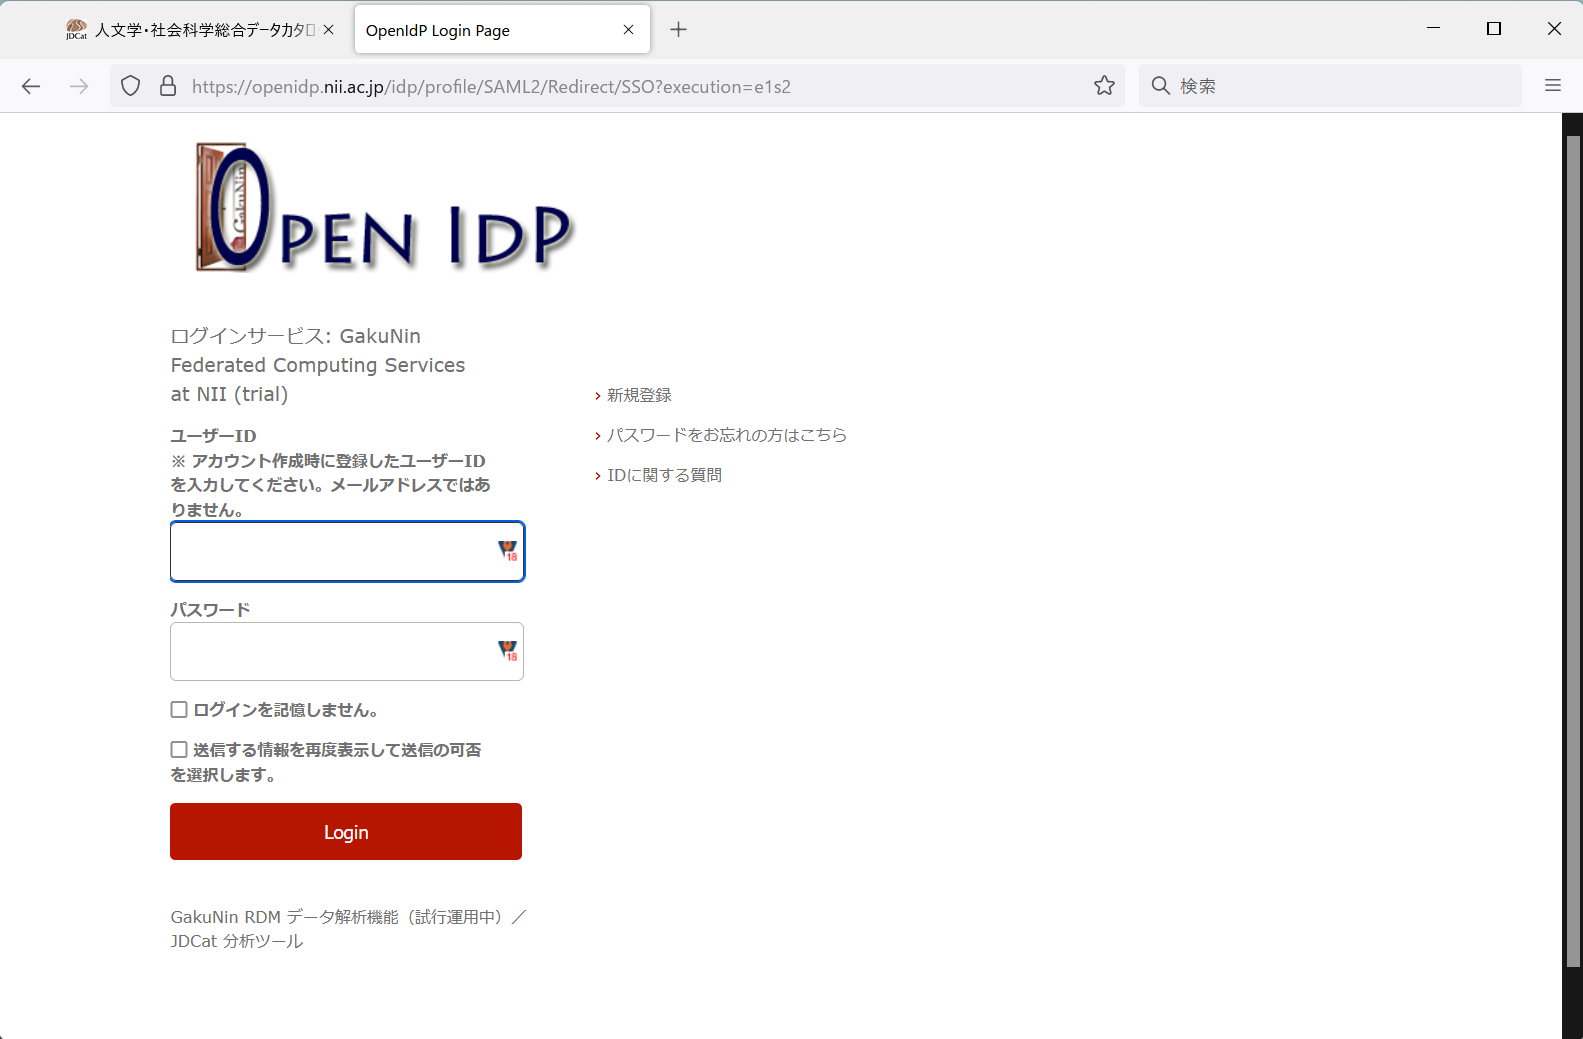 JDCat 人文学・社会科学総合データカタロ
OpenIdP Login Page
https://openidp.nii.ac.jp/idp/profile/SAML2/Redirect/SSO?execution=e1s2
検索
GakuNin
OPEN IDP
ログインサービス: GakuNin
Federated Computing Services
at NII (trial)
ユーザーID
※ アカウント作成時に登録したユーザーID
を入力してください。メールアドレスではあ
りません。
18
パスワード
18
ログインを記憶しません。
送信する情報を再度表示して送信の可否
を選択します。
Login
新規登録
パスワードをお忘れの方はこちら
IDに関する質問
GakuNin RDM データ解析機能（試行運用中）／
JDCat 分析ツール